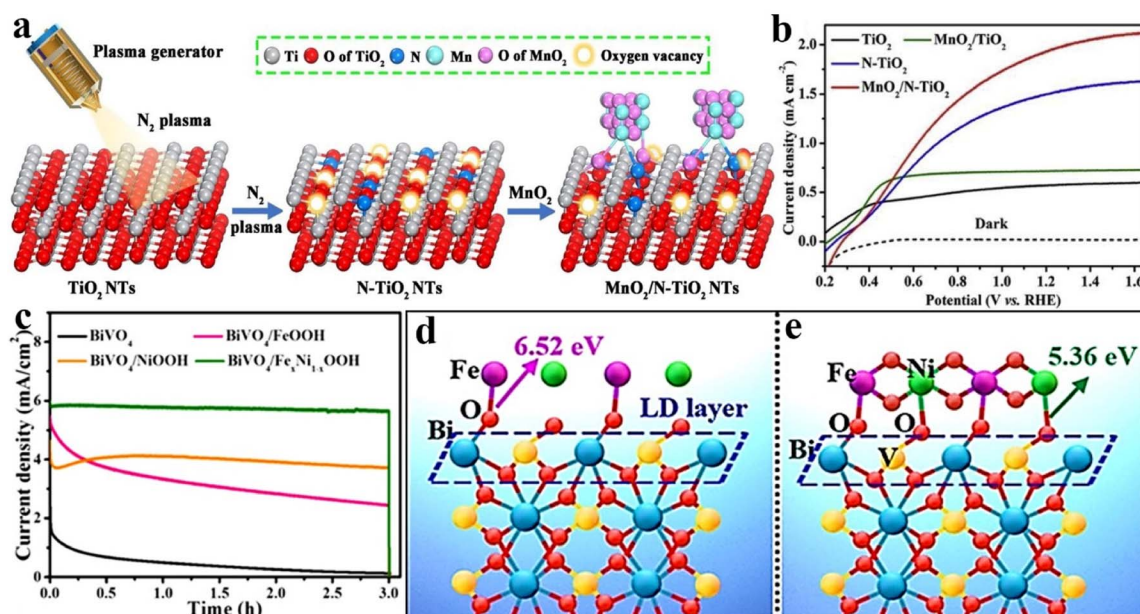 a
Plasma generator
N₂ plasma
Ti O of TiO₂ N Mn O of MnO₂ Oxygen vacancy
N₂
plasma
MnO₂
TiO₂ NTs
N-TiO₂ NTs
MnO₂/N-TiO₂ NTs
b
Current density (mA cm⁻²)
2.0
1.5
1.0
0.5
0.0
TiO₂ MnO₂/TiO₂
N-TiO₂
MnO₂/N-TiO₂
Dark
0.2 0.4 0.6 0.8 1.0 1.2 1.4 1.6
Potential (V vs. RHE)
c
Current density (mA/cm²)
8
6
4
2
0
BiVO₄ BiVO₄/FeOOH
BiVO₄/NiOOH BiVO₄/FeₓNi₁₋ₓOOH
0.0 0.5 1.0 1.5 2.0 2.5 3.0
Time (h)
d
6.52 eV
Fe
O
LD layer
Bi
e
5.36 eV
Fe Ni
O O
Bi
V